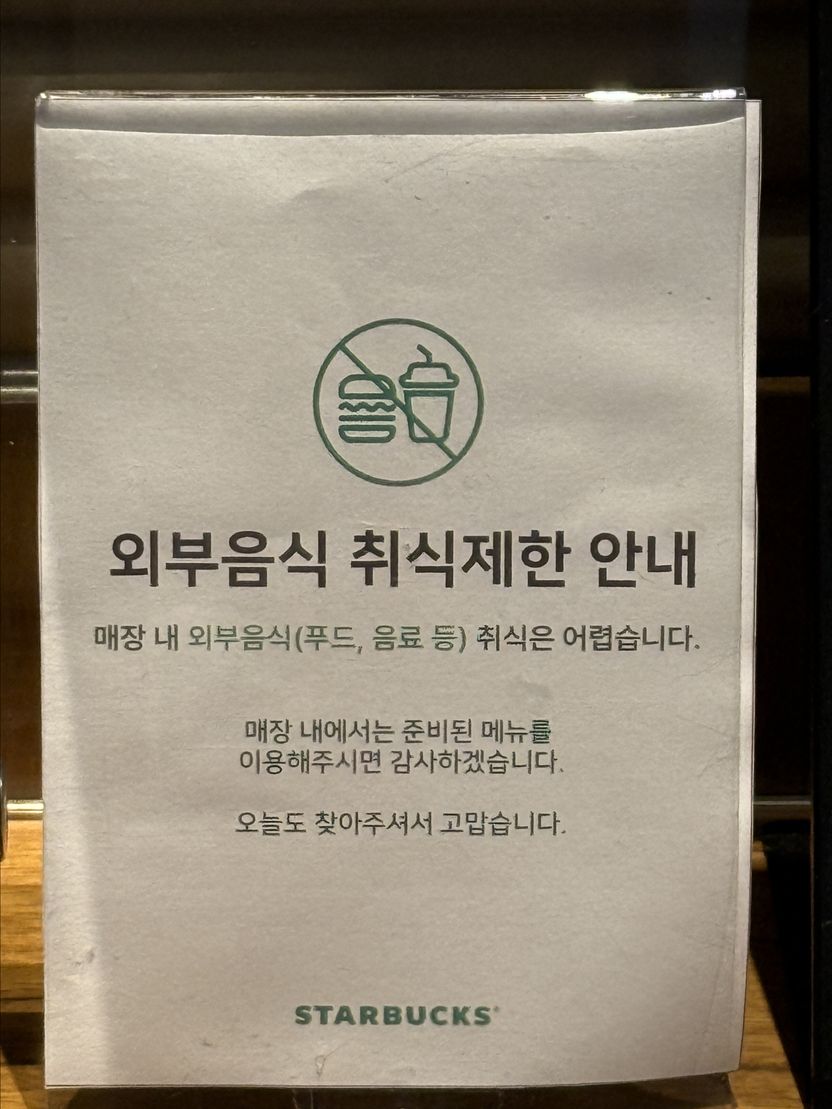 외부음식 취식제한 안내
매장 내 외부음식(푸드, 음료 등) 취식은 어렵습니다.
매장 내에서는 준비된 메뉴를
이용해주시면 감사하겠습니다.
오늘도 찾아주셔서 고맙습니다.
STARBUCKS